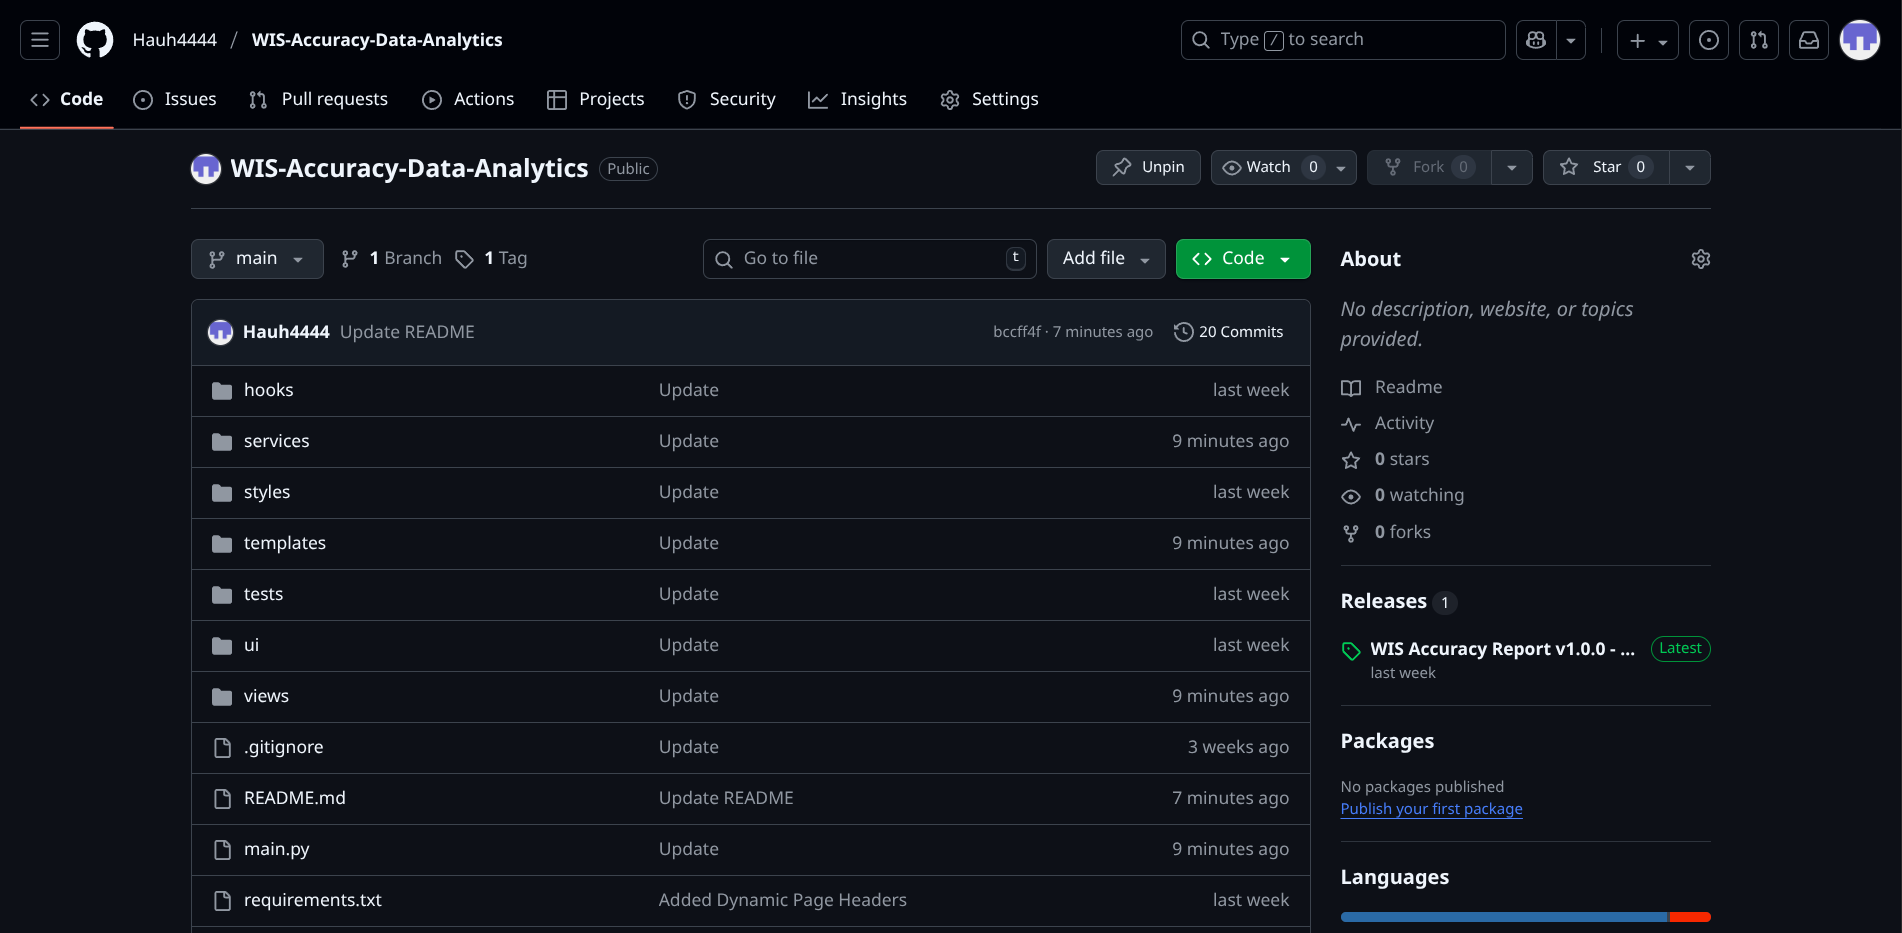 Hauh4444 / WIS-Accuracy-Data-Analytics
Type / to search
Code Issues Pull requests Actions Projects Security Insights Settings
WIS-Accuracy-Data-Analytics Public
Unpin Watch 0 Fork 0 Star 0
main 1 Branch 1 Tag Go to file t Add file Code
Hauh4444 Update README bccff4f · 7 minutes ago 20 Commits
hooks Update last week
services Update 9 minutes ago
styles Update last week
templates Update 9 minutes ago
tests Update last week
ui Update last week
views Update 9 minutes ago
.gitignore Update 3 weeks ago
README.md Update README 7 minutes ago
main.py Update 9 minutes ago
requirements.txt Added Dynamic Page Headers last week
About
No description, website, or topics
provided.
Readme
Activity
0 stars
0 watching
0 forks
Releases 1
WIS Accuracy Report v1.0.0 - ... Latest
last week
Packages
No packages published
Publish your first package
Languages